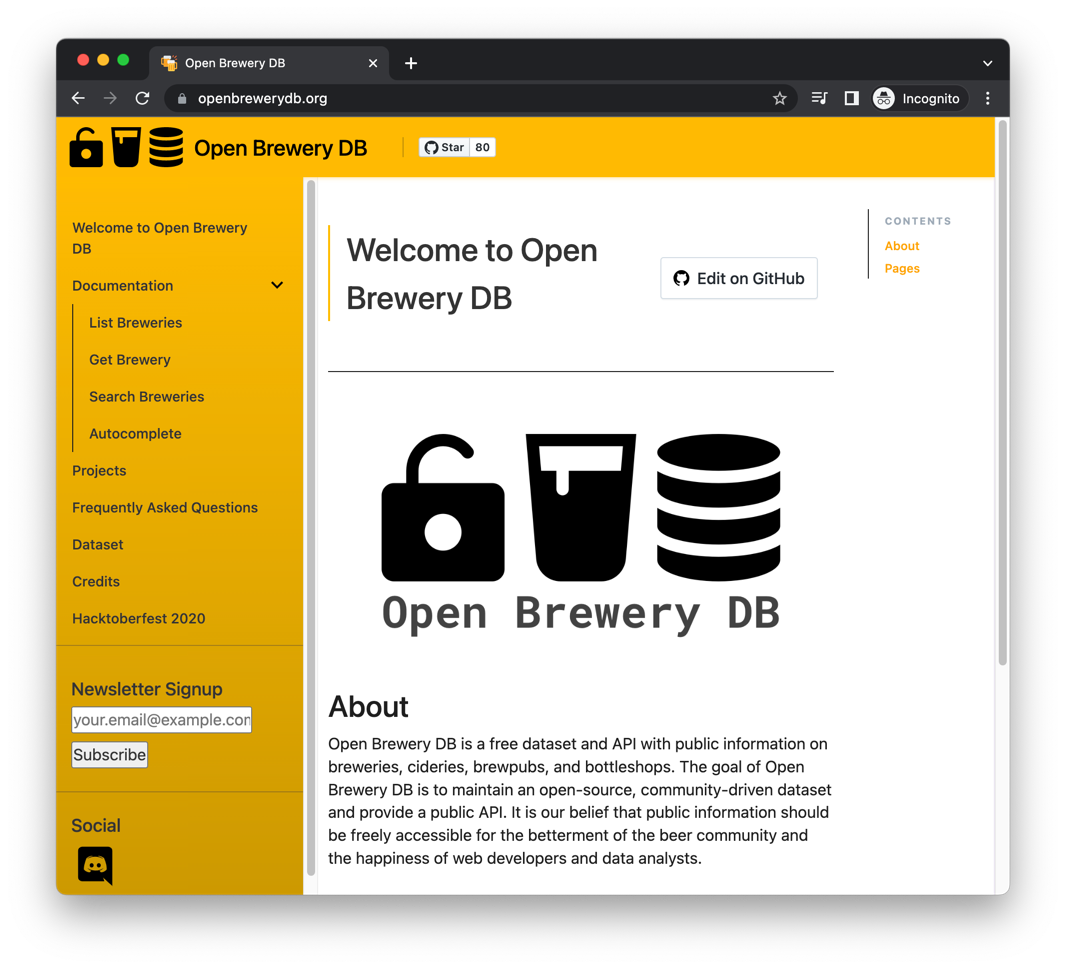 Open Brewery DB
openbrewerydb.org
Incognito
Open Brewery DB
Star 80
Welcome to Open Brewery
DB
Documentation
List Breweries
Get Brewery
Search Breweries
Autocomplete
Projects
Frequently Asked Questions
Dataset
Credits
Hacktoberfest 2020
Newsletter Signup
your.email@example.com
Subscribe
Social
Welcome to Open
Brewery DB
Edit on GitHub
Open Brewery DB
About
Open Brewery DB is a free dataset and API with public information on
breweries, cideries, brewpubs, and bottleshops. The goal of Open
Brewery DB is to maintain an open-source, community-driven dataset
and provide a public API. It is our belief that public information should
be freely accessible for the betterment of the beer community and
the happiness of web developers and data analysts.
CONTENTS
About
Pages